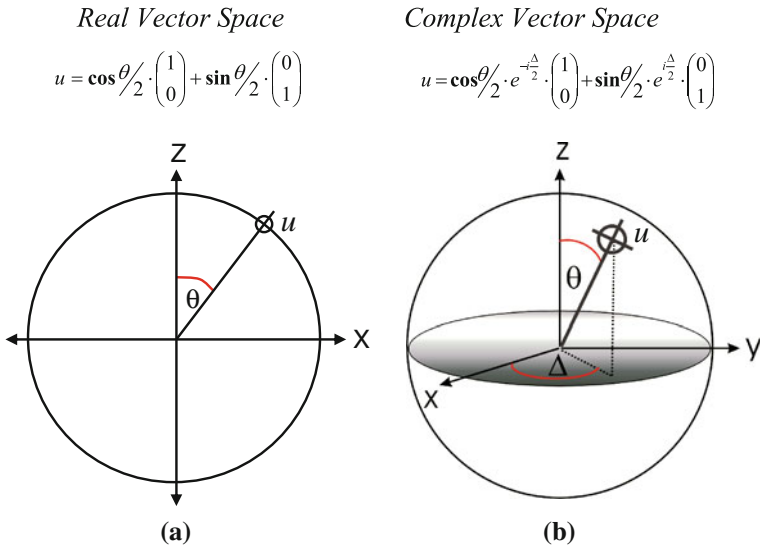 Real Vector Space
Complex Vector Space
u = cos θ/2 · (1 0) + sin θ/2 · (0 1)
u = cos θ/2 · e^{-iΔ/2} · (1 0) + sin θ/2 · e^{iΔ/2} · (0 1)
z
u
θ
x
z
u
θ
y
Δ
x
(a)
(b)